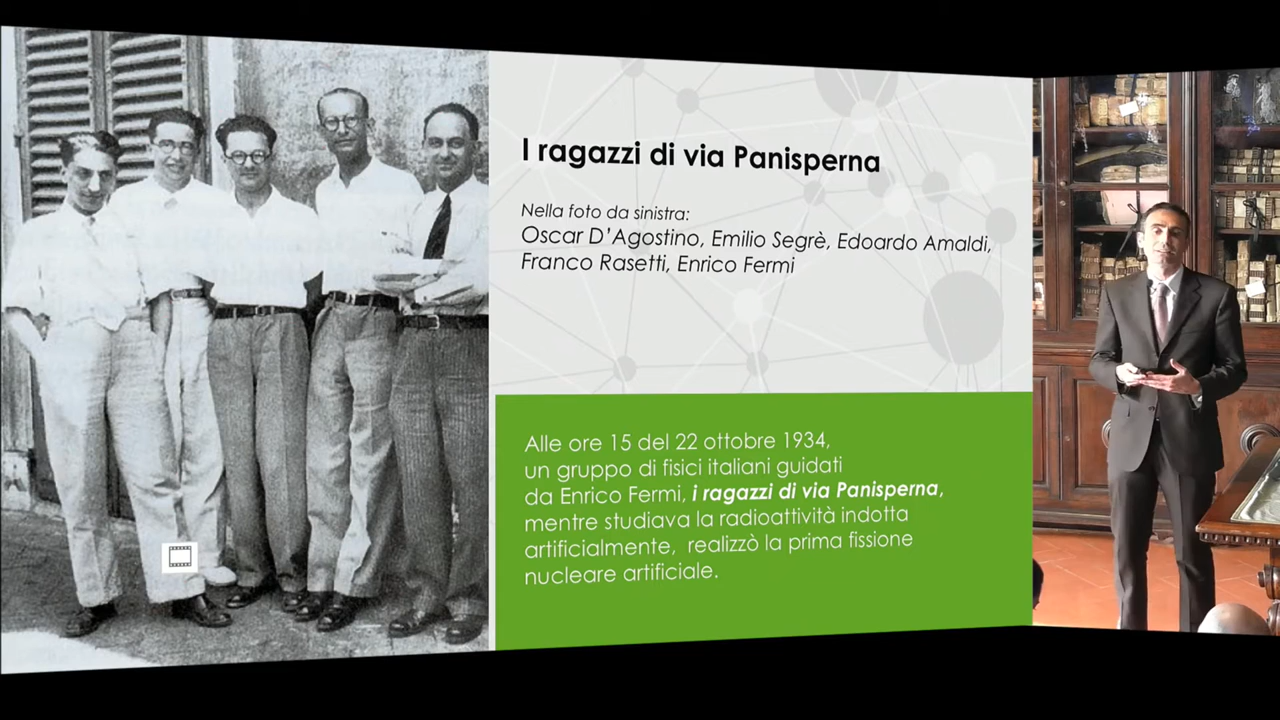 I ragazzi di via Panisperna
Nella foto da sinistra:
Oscar D'Agostino, Emilio Segrè, Edoardo Amaldi,
Franco Rasetti, Enrico Fermi
Alle ore 15 del 22 ottobre 1934,
un gruppo di fisici italiani guidati
da Enrico Fermi, i ragazzi di via Panisperna,
mentre studiava la radioattività indotta
artificialmente, realizzò la prima fissione
nucleare artificiale.